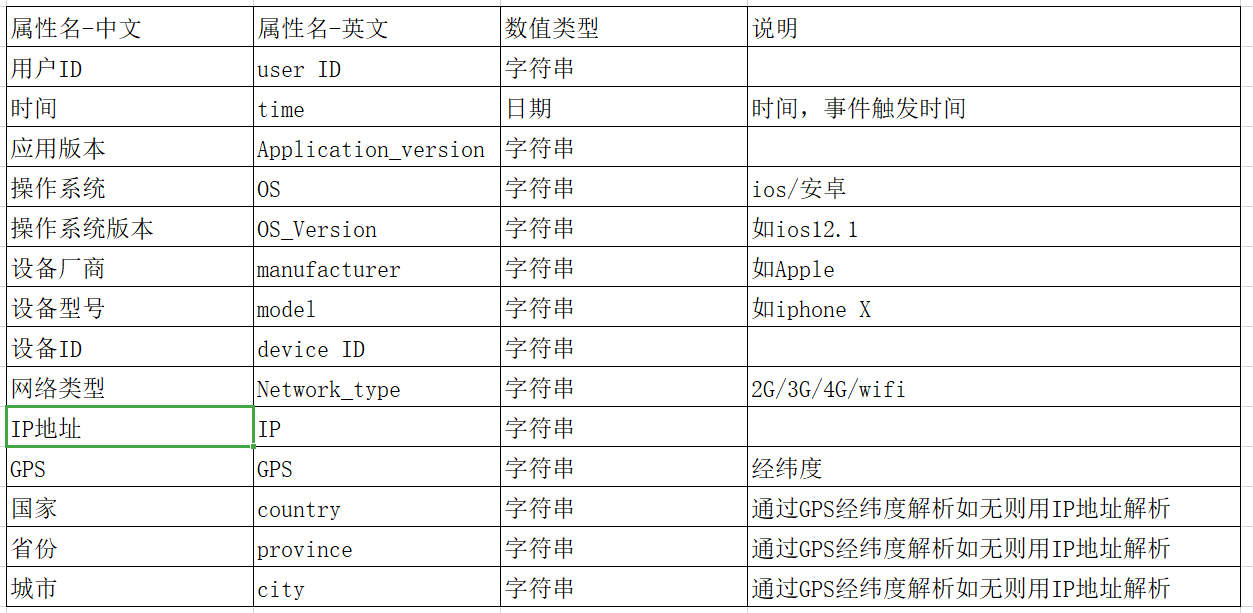 属性名-中文 属性名-英文 数值类型 说明
用户ID user ID 字符串
时间 time 日期 时间，事件触发时间
应用版本 Application_version 字符串
操作系统 OS 字符串 ios/安卓
操作系统版本 OS_Version 字符串 如ios12.1
设备厂商 manufacturer 字符串 如Apple
设备型号 model 字符串 如iphone X
设备ID device ID 字符串
网络类型 Network_type 字符串 2G/3G/4G/wifi
IP地址 IP 字符串
GPS GPS 字符串 经纬度
国家 country 字符串 通过GPS经纬度解析如无则用IP地址解析
省份 province 字符串 通过GPS经纬度解析如无则用IP地址解析
城市 city 字符串 通过GPS经纬度解析如无则用IP地址解析